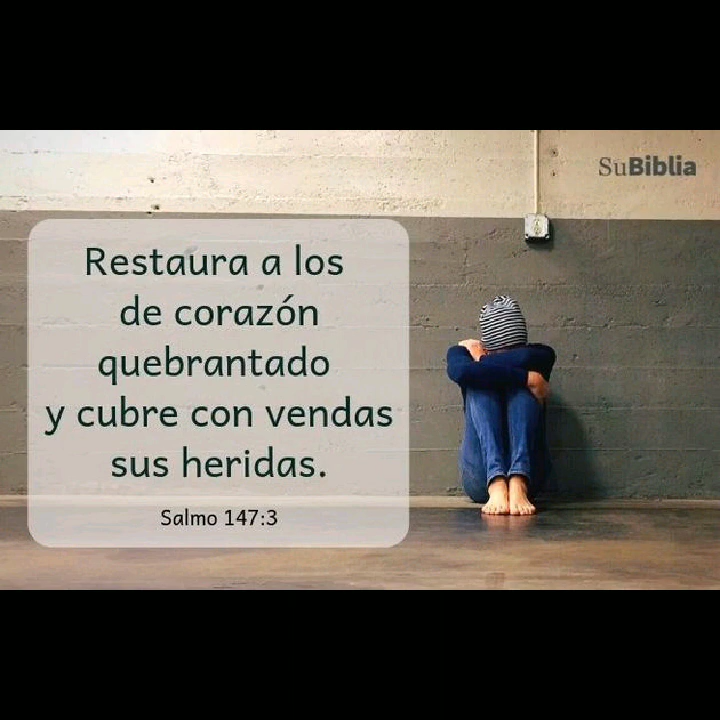 SuBiblia
Restaura a los
de corazón
quebrantado
y cubre con vendas
sus heridas.
Salmo 147:3